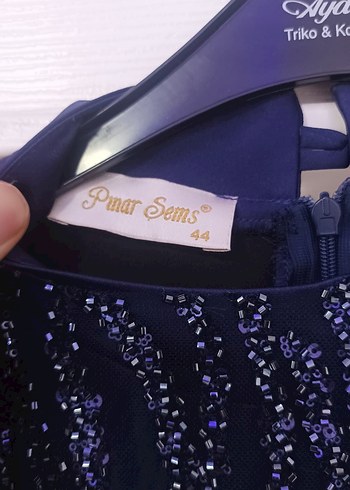 Triko & Ko
Pınar Şems®
44